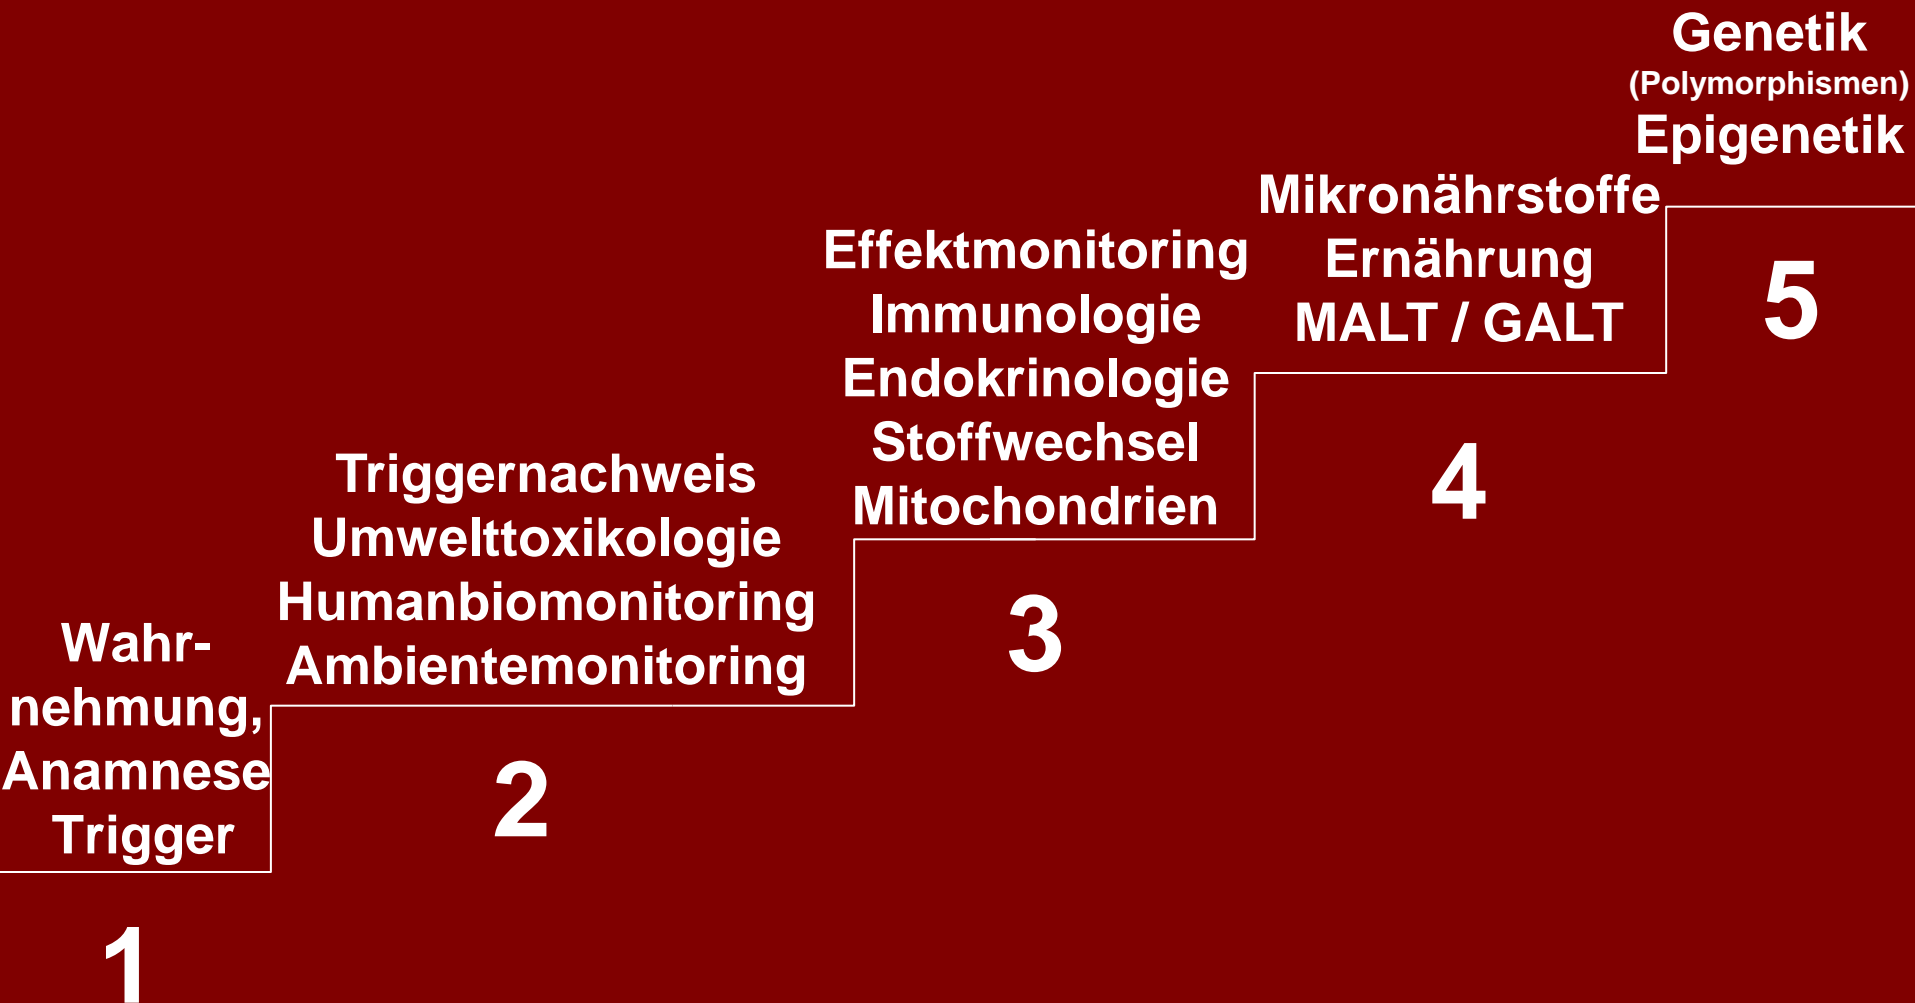 Wahr-
nehmung,
Anamnese
Trigger
1
Triggernachweis
Umwelttoxikologie
Humanbiomonitoring
Ambientemonitoring
2
Effektmonitoring
Immunologie
Endokrinologie
Stoffwechsel
Mitochondrien
3
Mikronährstoffe
Ernährung
MALT / GALT
4
Genetik
(Polymorphismen)
Epigenetik
5